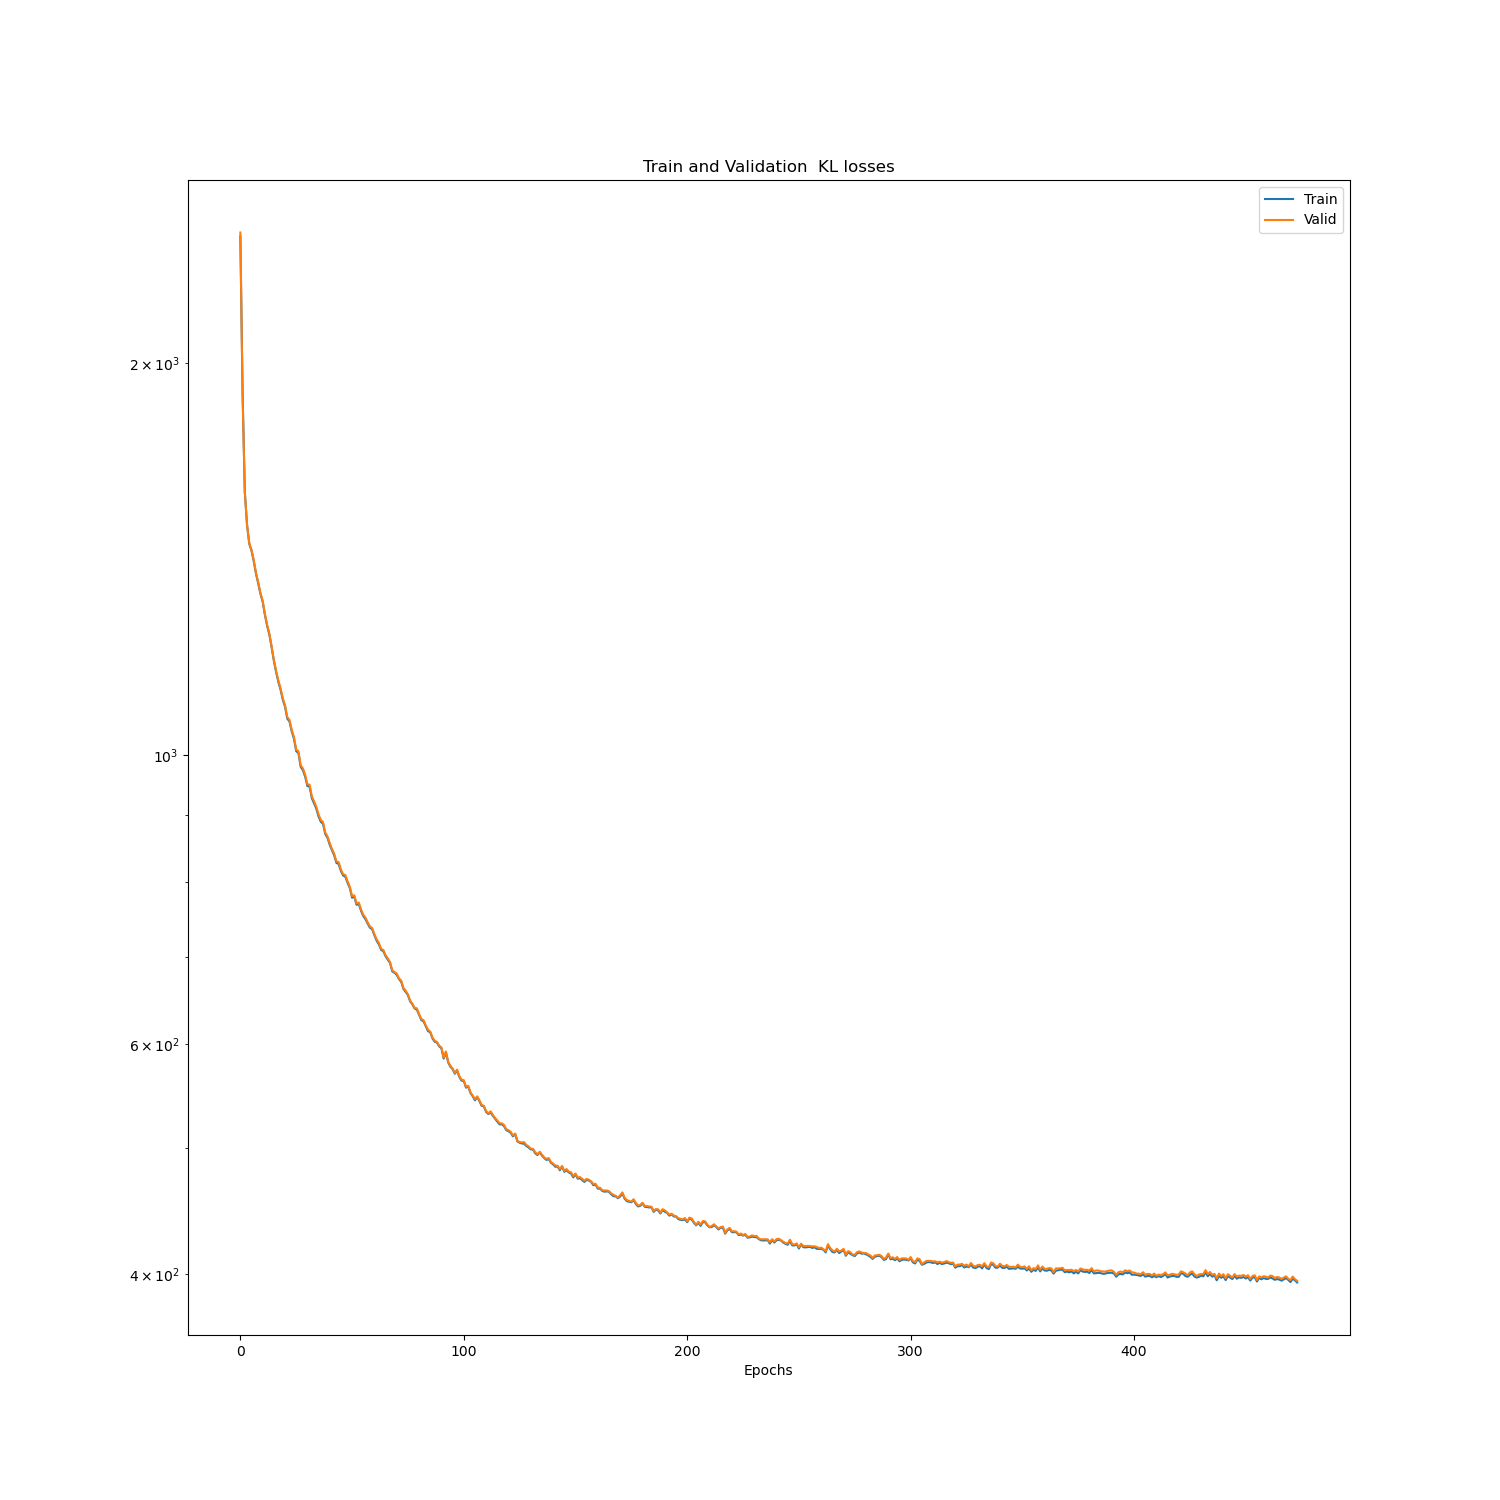 Train and Validation  KL losses
Train
Valid
2 × 10³
10³
6 × 10²
4 × 10²
0 100 200 300 400
Epochs